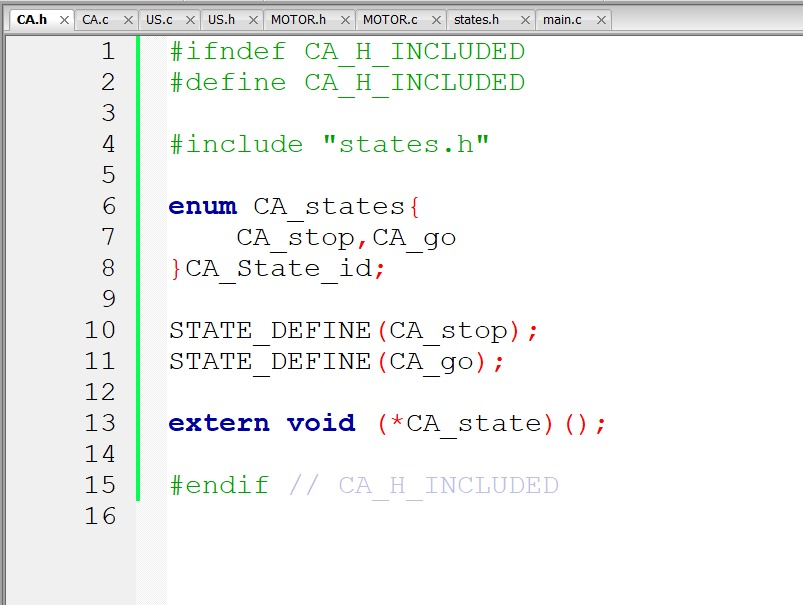 CA.h CA.c US.c US.h MOTOR.h MOTOR.c states.h main.c
1 #ifndef CA_H_INCLUDED
2 #define CA_H_INCLUDED
3
4 #include "states.h"
5
6 enum CA_states{
7 CA_stop,CA_go
8 }CA_State_id;
9
10 STATE_DEFINE(CA_stop);
11 STATE_DEFINE(CA_go);
12
13 extern void (*CA_state)();
14
15 #endif // CA_H_INCLUDED
16